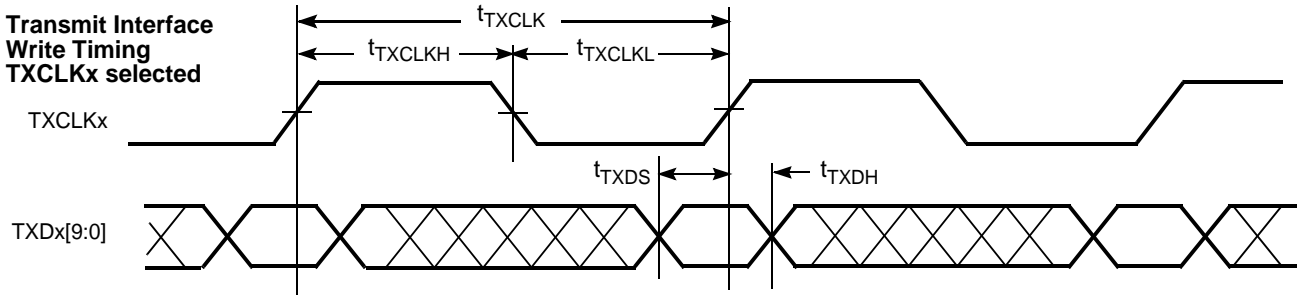 Transmit Interface
Write Timing
TXCLKx selected
tTXCLK
tTXCLKH
tTXCLKL
TXCLKx
tTXDS
tTXDH
TXDx[9:0]